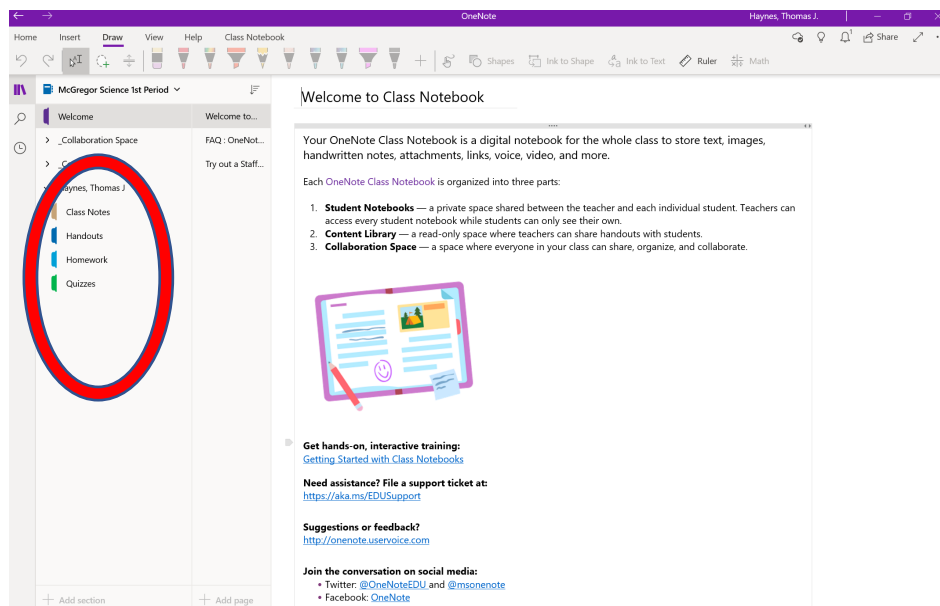 OneNote
Haynes, Thomas J.
Home Insert Draw View Help Class Notebook
1 Share
Shapes Ink to Shape Ink to Text Ruler Math
McGregor Science 1st Period
Welcome
_Collaboration Space
Haynes, Thomas J
Class Notes
Handouts
Homework
Quizzes
Add section
Welcome to...
FAQ : OneNot...
Try out a Staff...
Add page
Welcome to Class Notebook
Your OneNote Class Notebook is a digital notebook for the whole class to store text, images,
handwritten notes, attachments, links, voice, video, and more.
Each OneNote Class Notebook is organized into three parts:
1. Student Notebooks — a private space shared between the teacher and each individual student. Teachers can
access every student notebook while students can only see their own.
2. Content Library — a read-only space where teachers can share handouts with students.
3. Collaboration Space — a space where everyone in your class can share, organize, and collaborate.
Get hands-on, interactive training:
Getting Started with Class Notebooks
Need assistance? File a support ticket at:
https://aka.ms/EDUSupport
Suggestions or feedback?
http://onenote.uservoice.com
Join the conversation on social media:
• Twitter: @OneNoteEDU and @msonenote
• Facebook: OneNote